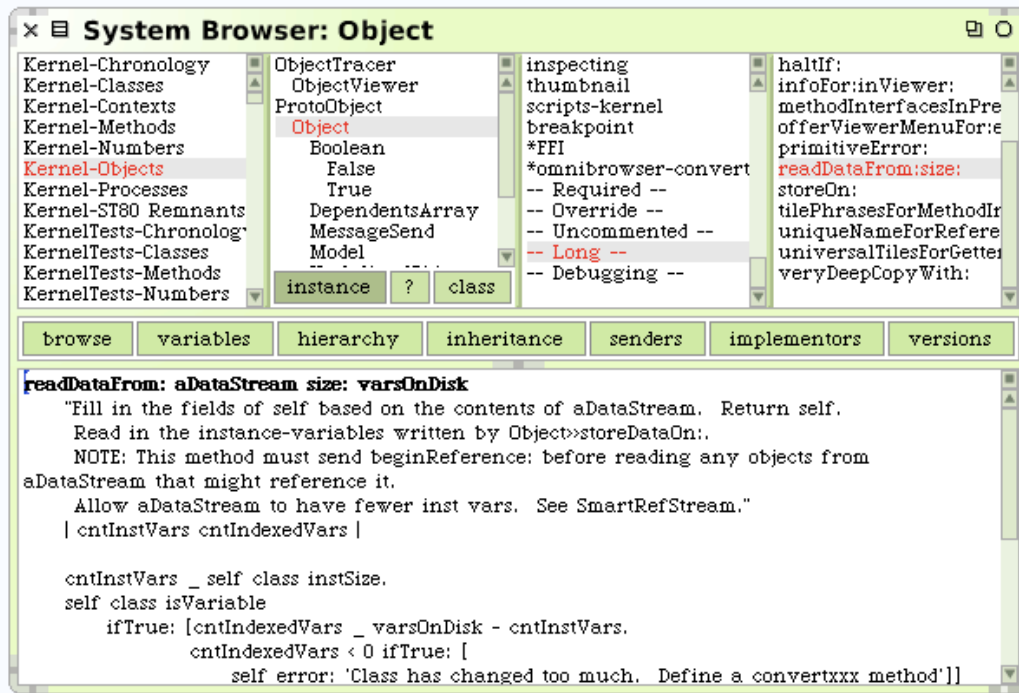 System Browser: Object
Kernel-Chronology
Kernel-Classes
Kernel-Contexts
Kernel-Methods
Kernel-Numbers
Kernel-Objects
Kernel-Processes
Kernel-ST80 Remnants
KernelTests-Chronolog
KernelTests-Classes
KernelTests-Methods
KernelTests-Numbers
ObjectTracer
ObjectViewer
ProtoObject
Object
Boolean
False
True
DependentsArray
MessageSend
Model
instance
?
class
inspecting
thumbnail
scripts-kernel
breakpoint
*FFI
*omnibrowser-convert
-- Required --
-- Override --
-- Uncommented --
-- Long --
-- Debugging --
haltIf:
infoFor:inViewer:
methodInterfacesInPre
offerViewerMenuFor:e
primitiveError:
readDataFrom:size:
storeOn:
tilePhrasesForMethodIn
uniqueNameForRefere
universalTilesForGetter
veryDeepCopyWith:
browse
variables
hierarchy
inheritance
senders
implementors
versions
readDataFrom: aDataStream size: varsOnDisk
"Fill in the fields of self based on the contents of aDataStream.  Return self.
Read in the instance-variables written by Object>>storeDataOn:.
NOTE: This method must send beginReference: before reading any objects from
aDataStream that might reference it.
Allow aDataStream to have fewer inst vars.  See SmartRefStream."
| cntInstVars cntIndexedVars |
cntInstVars _ self class instSize.
self class isVariable
ifTrue: [cntIndexedVars _ varsOnDisk - cntInstVars.
cntIndexedVars < 0 ifTrue: [
self error: 'Class has changed too much.  Define a convertxxx method']]